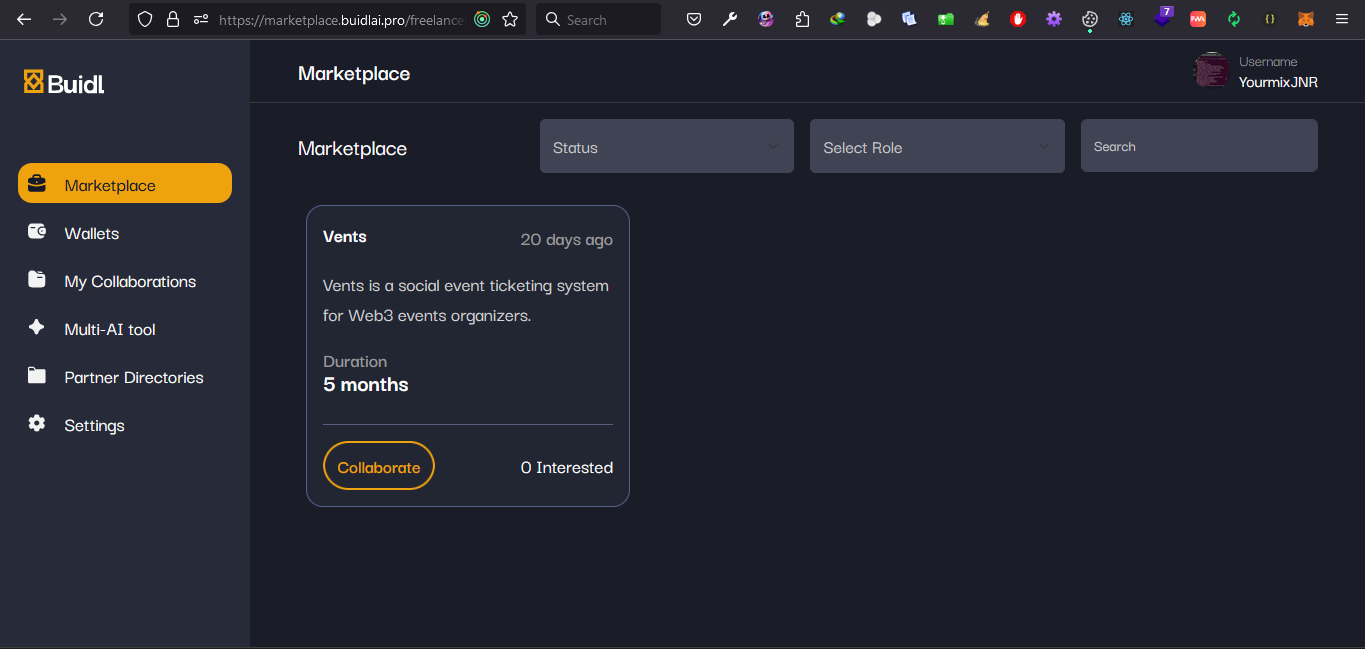 https://marketplace.buidlai.pro/freelance
Search
7
Buidl
Marketplace
Username
YourmixJNR
Marketplace
Wallets
My Collaborations
Multi-AI tool
Partner Directories
Settings
Marketplace
Status
Select Role
Search
Vents
20 days ago
Vents is a social event ticketing system
for Web3 events organizers.
Duration
5 months
Collaborate
0 Interested